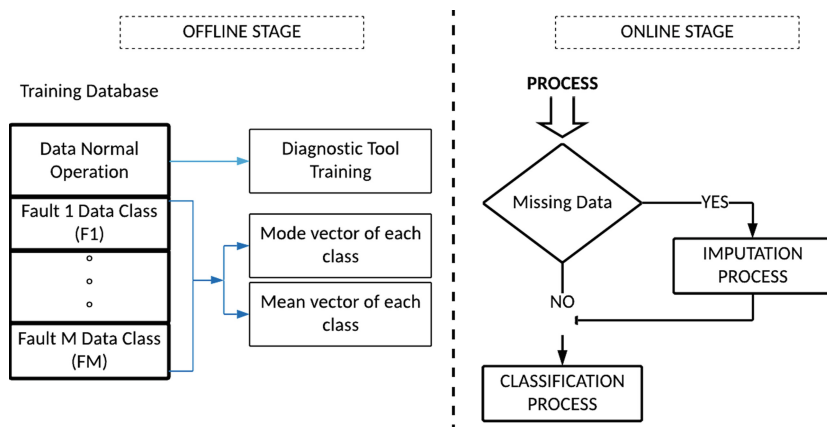 OFFLINE STAGE
Training Database
Data Normal
Operation
Fault 1 Data Class
(F1)
Fault M Data Class
(FM)
Diagnostic Tool
Training
Mode vector of each
class
Mean vector of each
class
ONLINE STAGE
PROCESS
Missing Data
YES
IMPUTATION
PROCESS
NO
CLASSIFICATION
PROCESS